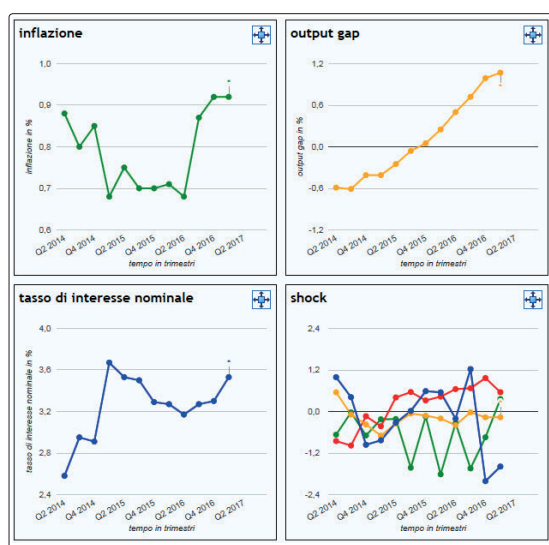 inflazione
1,0
0,9
0,8
0,7
0,6
inflazione in %
Q2 2014
Q4 2014
Q2 2015
Q4 2015
Q2 2016
Q4 2016
Q2 2017
tempo in trimestri
output gap
1,2
0,6
0,0
-0,6
-1,2
output gap in %
Q2 2014
Q4 2014
Q2 2015
Q4 2015
Q2 2016
Q4 2016
Q2 2017
tempo in trimestri
tasso di interesse nominale
4,0
3,6
3,2
2,8
2,4
tasso di interesse nominale in %
Q2 2014
Q4 2014
Q2 2015
Q4 2015
Q2 2016
Q4 2016
Q2 2017
tempo in trimestri
shock
2,4
1,2
0,0
-1,2
-2,4
Q2 2014
Q4 2014
Q2 2015
Q4 2015
Q2 2016
Q4 2016
Q2 2017
tempo in trimestri